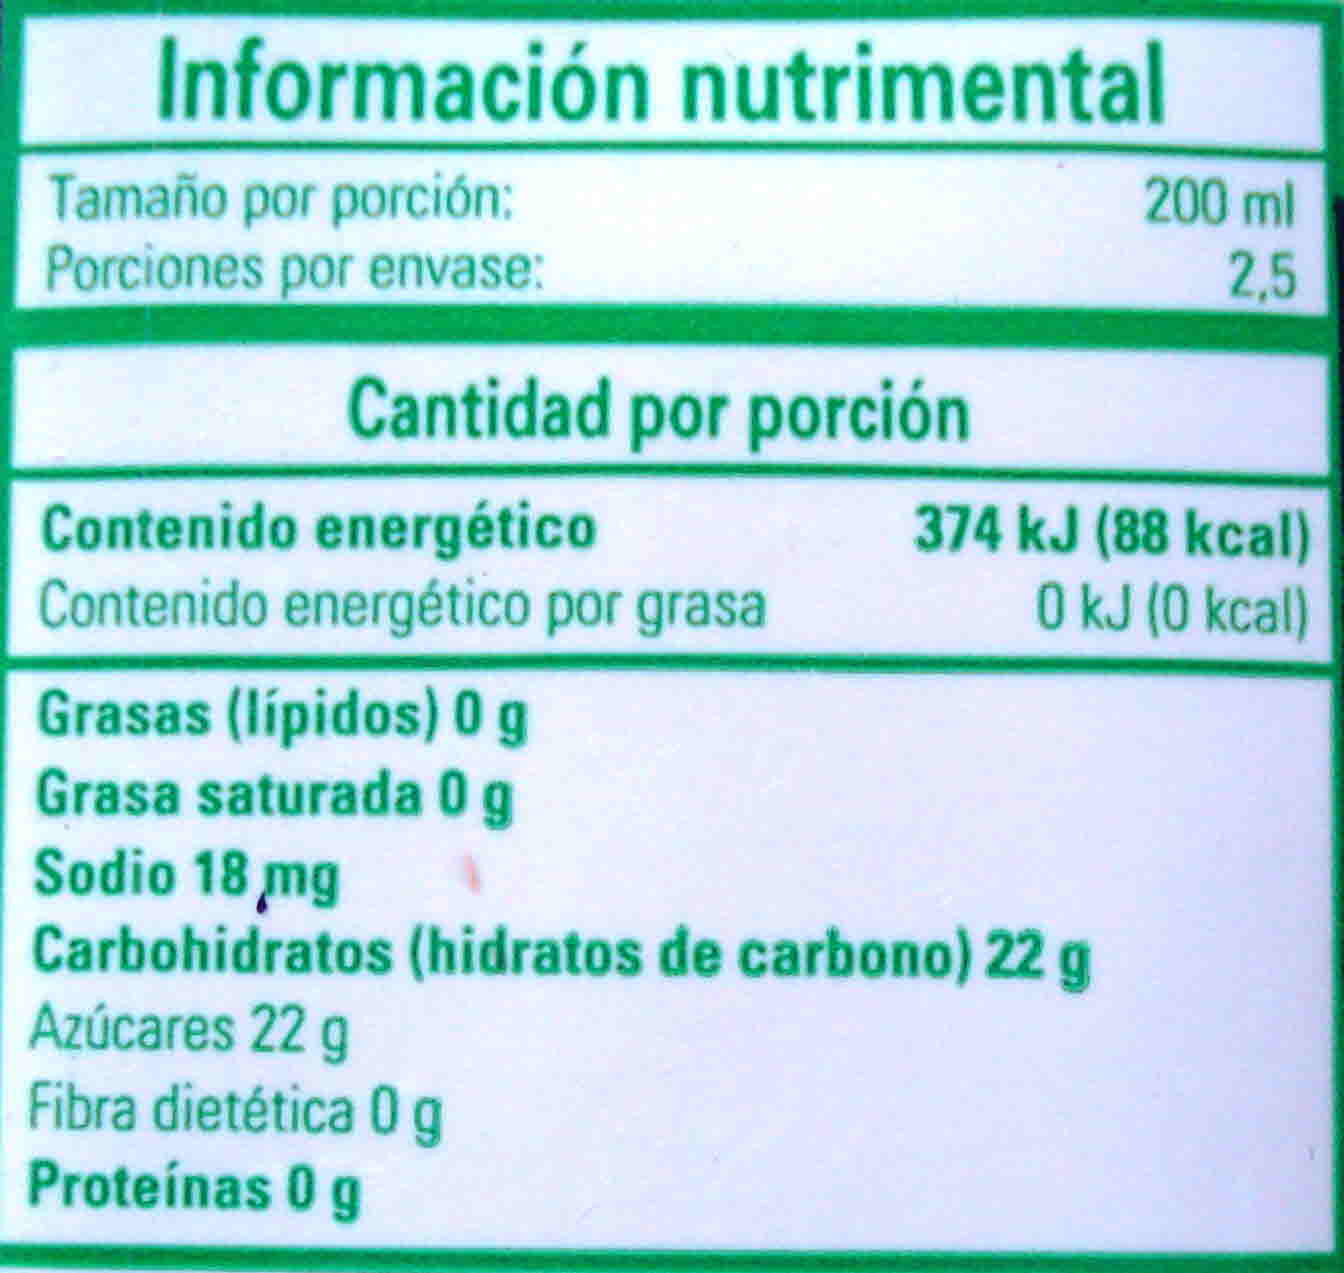 Información nutrimental
Tamaño por porción: 200 ml
Porciones por envase: 2,5
Cantidad por porción
Contenido energético 374 kJ (88 kcal)
Contenido energético por grasa 0 kJ (0 kcal)
Grasas (lípidos) 0 g
Grasa saturada 0 g
Sodio 18 mg
Carbohidratos (hidratos de carbono) 22 g
Azúcares 22 g
Fibra dietética 0 g
Proteínas 0 g